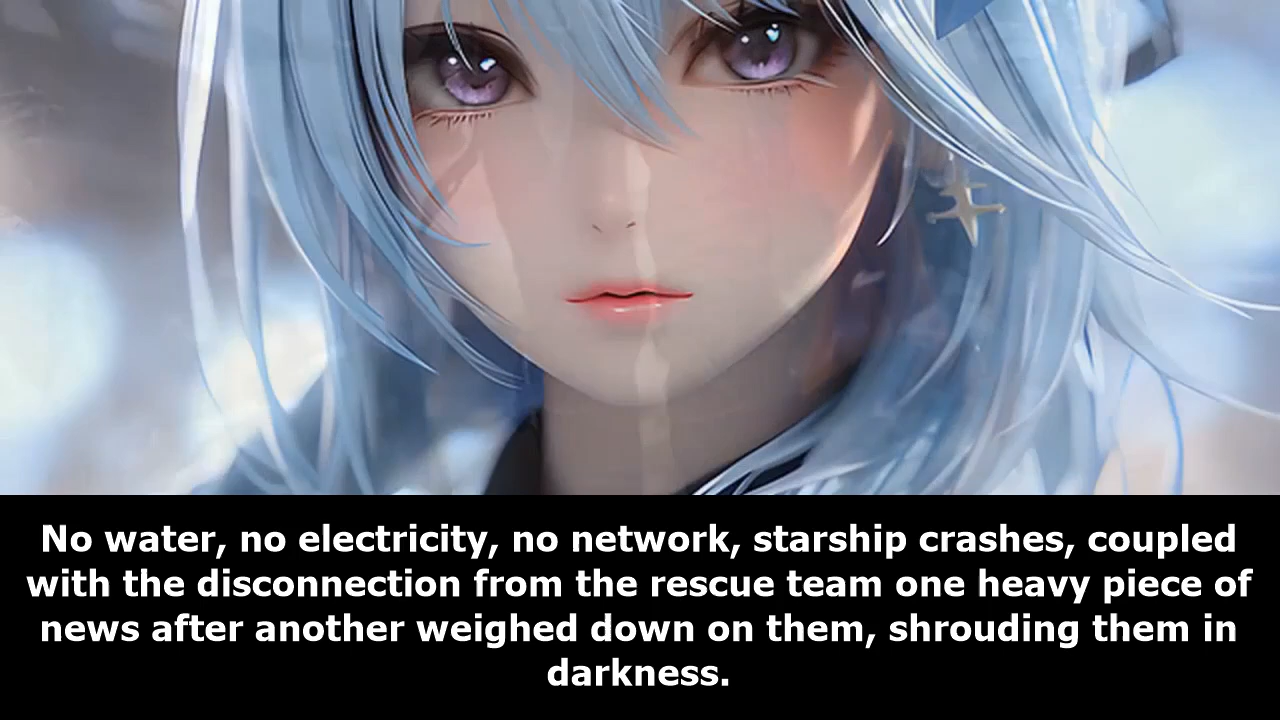 No water, no electricity, no network, starship crashes, coupled
with the disconnection from the rescue team one heavy piece of
news after another weighed down on them, shrouding them in
darkness.